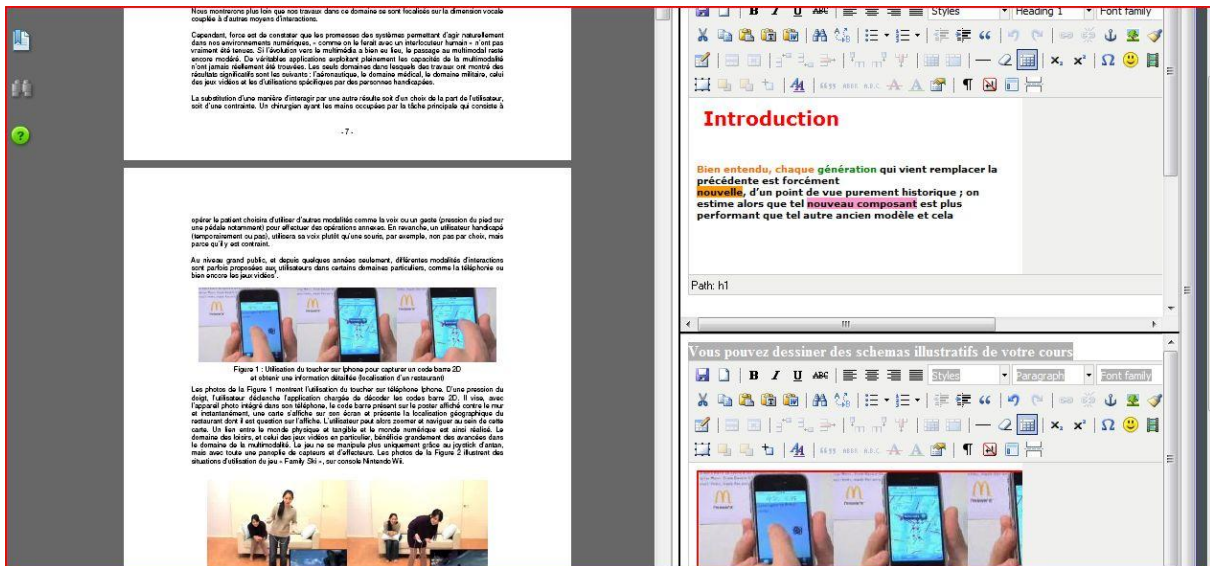 Nous montrerons plus loin que nos travaux dans ce domaine se sont focalisés sur la dimension vocale
couplée à d'autres moyens d'interactions.
Cependant, force est de constater que les promesses des systèmes permettant d'agir naturellement
dans nos environnements numériques, « comme on le ferait avec un interlocuteur humain » n'ont pas
vraiment été tenues. Si l'évolution vers le multimédia a bien eu lieu, le passage au multimodal reste
encore modéré. De véritables applications exploitant pleinement les capacités de la multimodalité
n'ont jamais réellement été trouvées. Les seuls domaines dans lesquels des travaux ont montré des
résultats significatifs sont les suivants : l'aéronautique, le domaine médical, le domaine militaire, celui
des jeux vidéos et les d'utilisations spécifiques par des personnes handicapées.
La substitution d'une manière d'interagir par une autre résulte soit d'un choix de la part de l'utilisateur,
soit d'une contrainte. Un chirurgien ayant les mains occupées par la tâche principale qui consiste à
- 7 -
opérer le patient choisira d'utiliser d'autres modalités comme la voix ou un geste (pression du pied sur
une pédale notamment) pour effectuer des opérations annexes. En revanche, un utilisateur handicapé
(temporairement ou pas), utilisera sa voix plutôt qu'une souris, par exemple, non pas par choix, mais
parce qu'il y est contraint.
Au niveau grand public, et depuis quelques années seulement, différentes modalités d'interactions
sont parfois proposées aux utilisateurs dans certains domaines particuliers, comme la téléphonie ou
bien encore les jeux vidéos.
Figure 1 : Utilisation du toucher sur Iphone pour capturer un code barre 2D
et obtenir une information détaillée (localisation d'un restaurant)
Les photos de la Figure 1 montrent l'utilisation du toucher sur téléphone Iphone. D'une pression du
doigt, l'utilisateur déclenche l'application chargée de décoder les codes barre 2D. Il vise, avec
l'appareil photo intégré dans son téléphone, le code barre présent sur le poster affiché contre le mur
et instantanément, une carte s'affiche sur son écran et présente la localisation géographique du
restaurant dont il est question sur l'affiche. L'utilisateur peut alors zoomer et naviguer au sein de cette
carte. Un lien entre le monde physique et tangible et le monde numérique est ainsi réalisé. Le
domaine des loisirs, et celui des jeux vidéos en particulier, bénéficie grandement des avancées dans
le domaine de la multimodalité. Le jeu ne se manipule plus uniquement grâce au joystick d'antan,
mais avec toute une panoplie de capteurs et d'effecteurs. Les photos de la Figure 2 illustrent des
situations d'utilisation du jeu « Family Ski », sur console Nintendo Wii.
B I U ABC Styles Heading 1 Font family
Introduction
Bien entendu, chaque génération qui vient remplacer la
précédente est forcément
nouvelle, d'un point de vue purement historique ; on
estime alors que tel nouveau composant est plus
performant que tel autre ancien modèle et cela
Path: h1
Vous pouvez dessiner des schemas illustratifs de votre cours
B I U ABC Styles Paragraph Font family